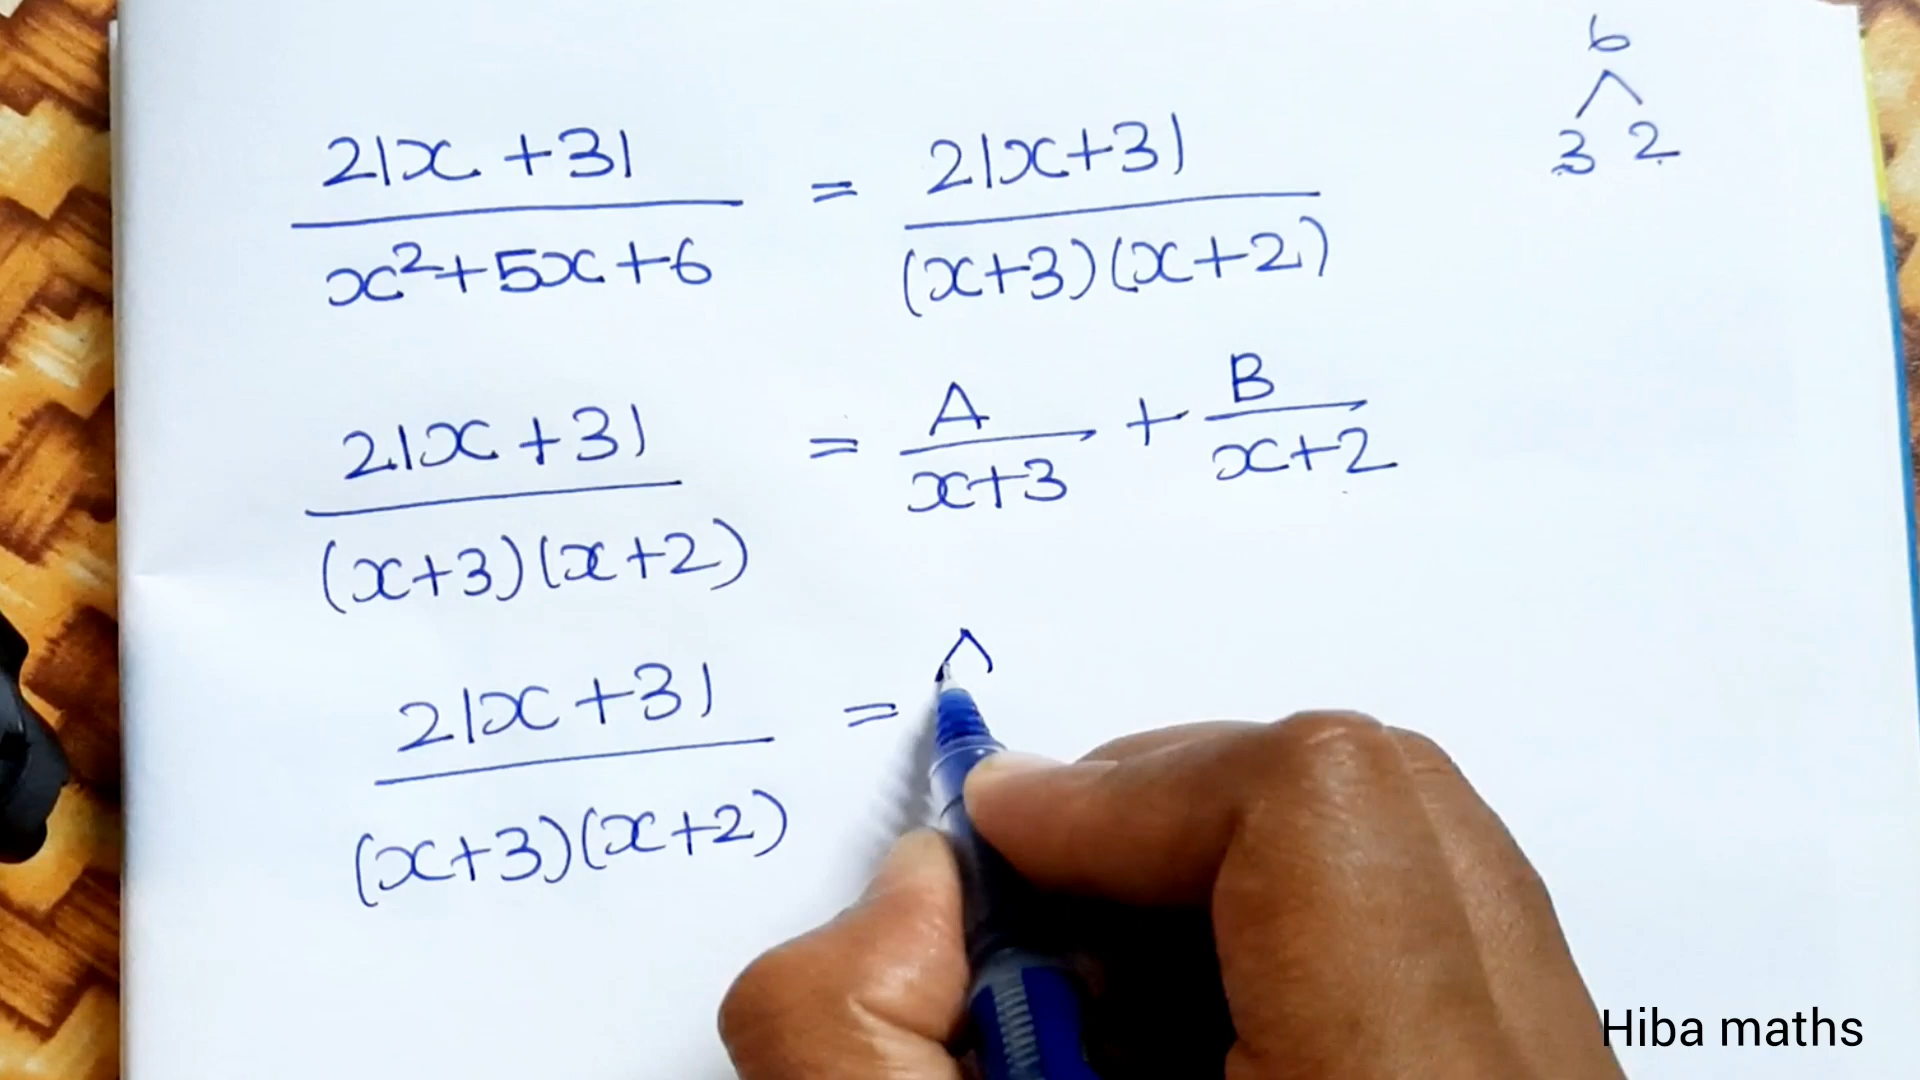 6
3 2
21x + 31 / x² + 5x + 6 = 21x + 31 / (x+3)(x+2)
21x + 31 / (x+3)(x+2) = A / x+3 + B / x+2
21x + 31 / (x+3)(x+2) =
Hiba maths